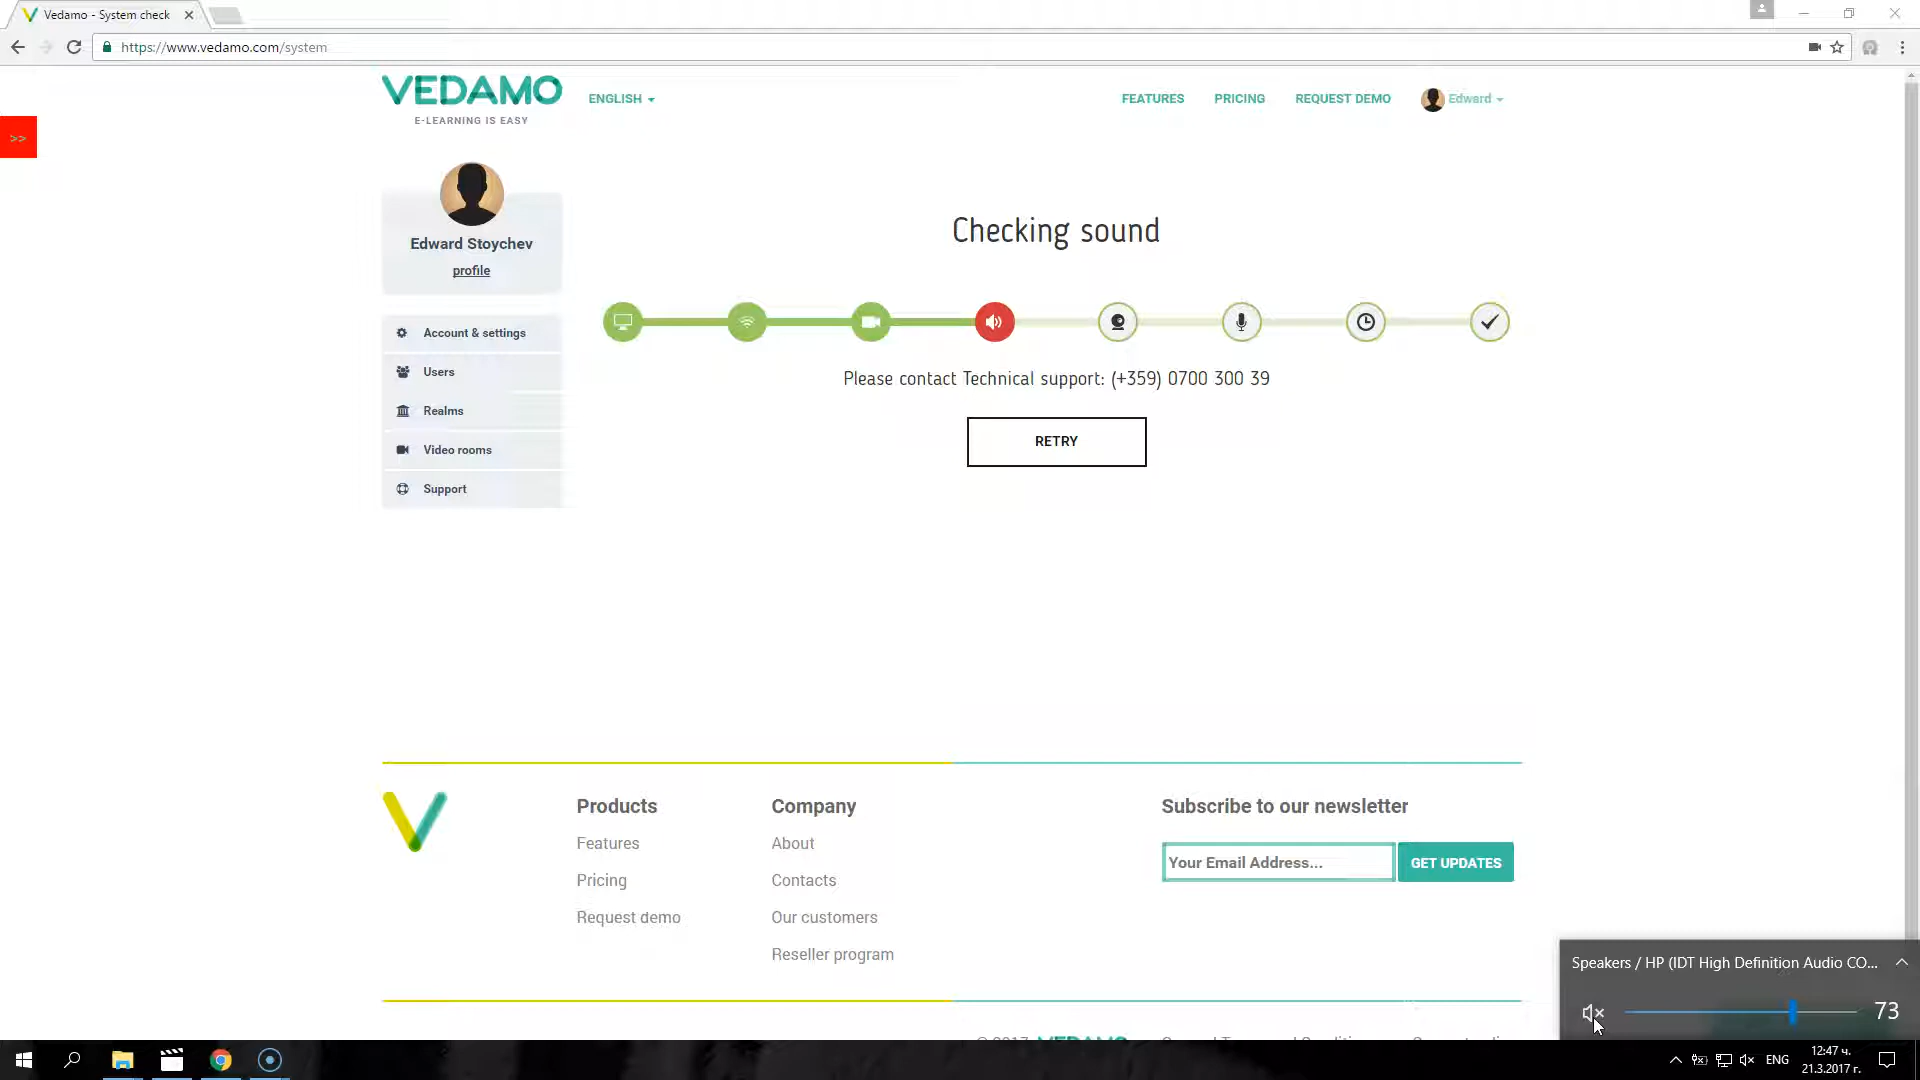 Vedamo - System check
https://www.vedamo.com/system
VEDAMO
E-LEARNING IS EASY
ENGLISH
FEATURES
PRICING
REQUEST DEMO
Edward
>>
Edward Stoychev
profile
Account & settings
Users
Realms
Video rooms
Support
Checking sound
Please contact Technical support: (+359) 0700 300 39
RETRY
Products
Features
Pricing
Request demo
Company
About
Contacts
Our customers
Reseller program
Subscribe to our newsletter
Your Email Address...
GET UPDATES
Speakers / HP (IDT High Definition Audio CO...
73
ENG
12:47 ч.
21.3.2017 г.